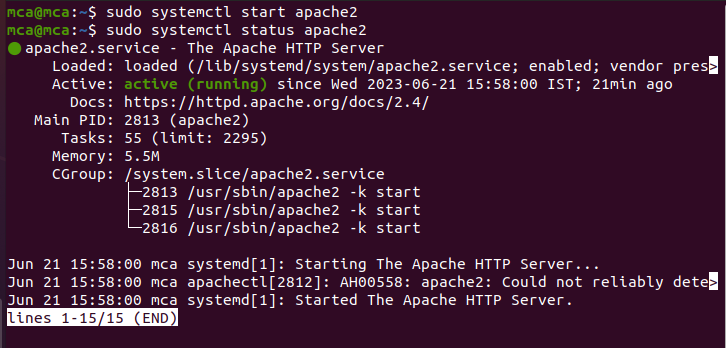 mca@mca:~$ sudo systemctl start apache2
mca@mca:~$ sudo systemctl status apache2
● apache2.service - The Apache HTTP Server
     Loaded: loaded (/lib/systemd/system/apache2.service; enabled; vendor pres>
     Active: active (running) since Wed 2023-06-21 15:58:00 IST; 21min ago
       Docs: https://httpd.apache.org/docs/2.4/
   Main PID: 2813 (apache2)
      Tasks: 55 (limit: 2295)
     Memory: 5.5M
     CGroup: /system.slice/apache2.service
             ├─2813 /usr/sbin/apache2 -k start
             ├─2815 /usr/sbin/apache2 -k start
             └─2816 /usr/sbin/apache2 -k start

Jun 21 15:58:00 mca systemd[1]: Starting The Apache HTTP Server...
Jun 21 15:58:00 mca apachectl[2812]: AH00558: apache2: Could not reliably dete>
Jun 21 15:58:00 mca systemd[1]: Started The Apache HTTP Server.
lines 1-15/15 (END)